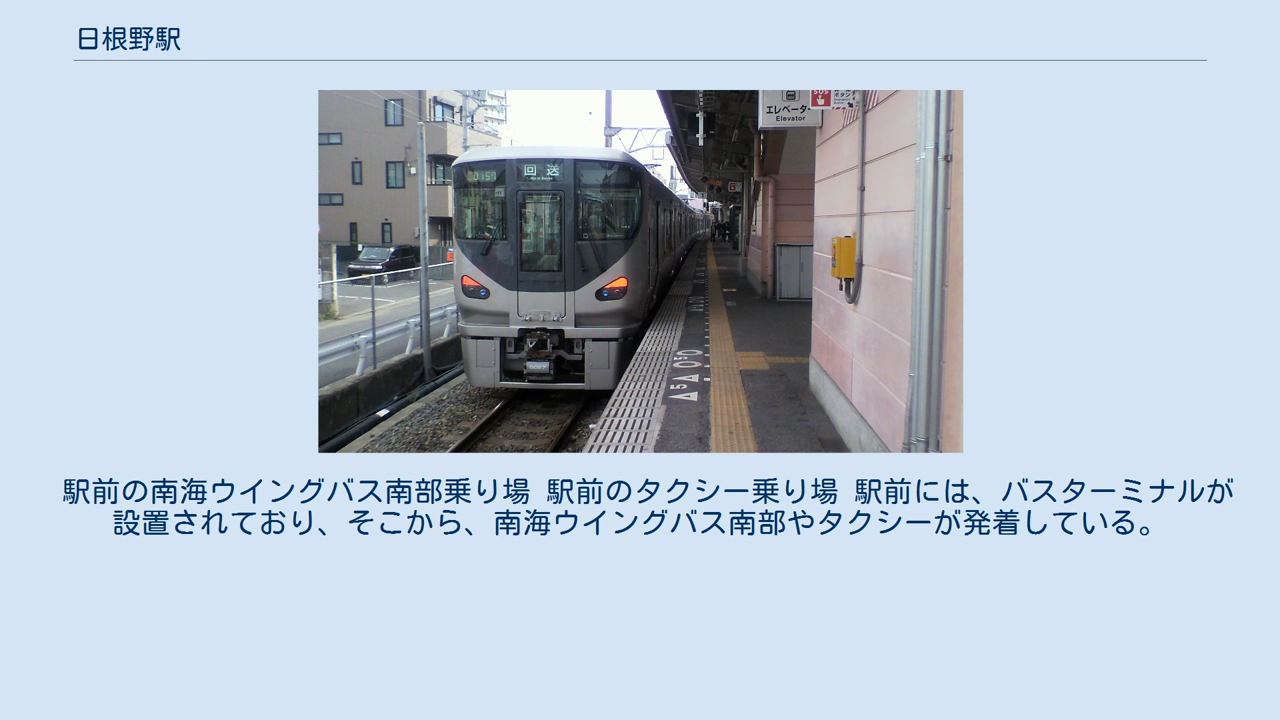 日根野駅
エレベーター
Elevator
SOS
回送
駅前の南海ウイングバス南部乗り場 駅前のタクシー乗り場 駅前には、バスターミナルが
設置されており、そこから、南海ウイングバス南部やタクシーが発着している。